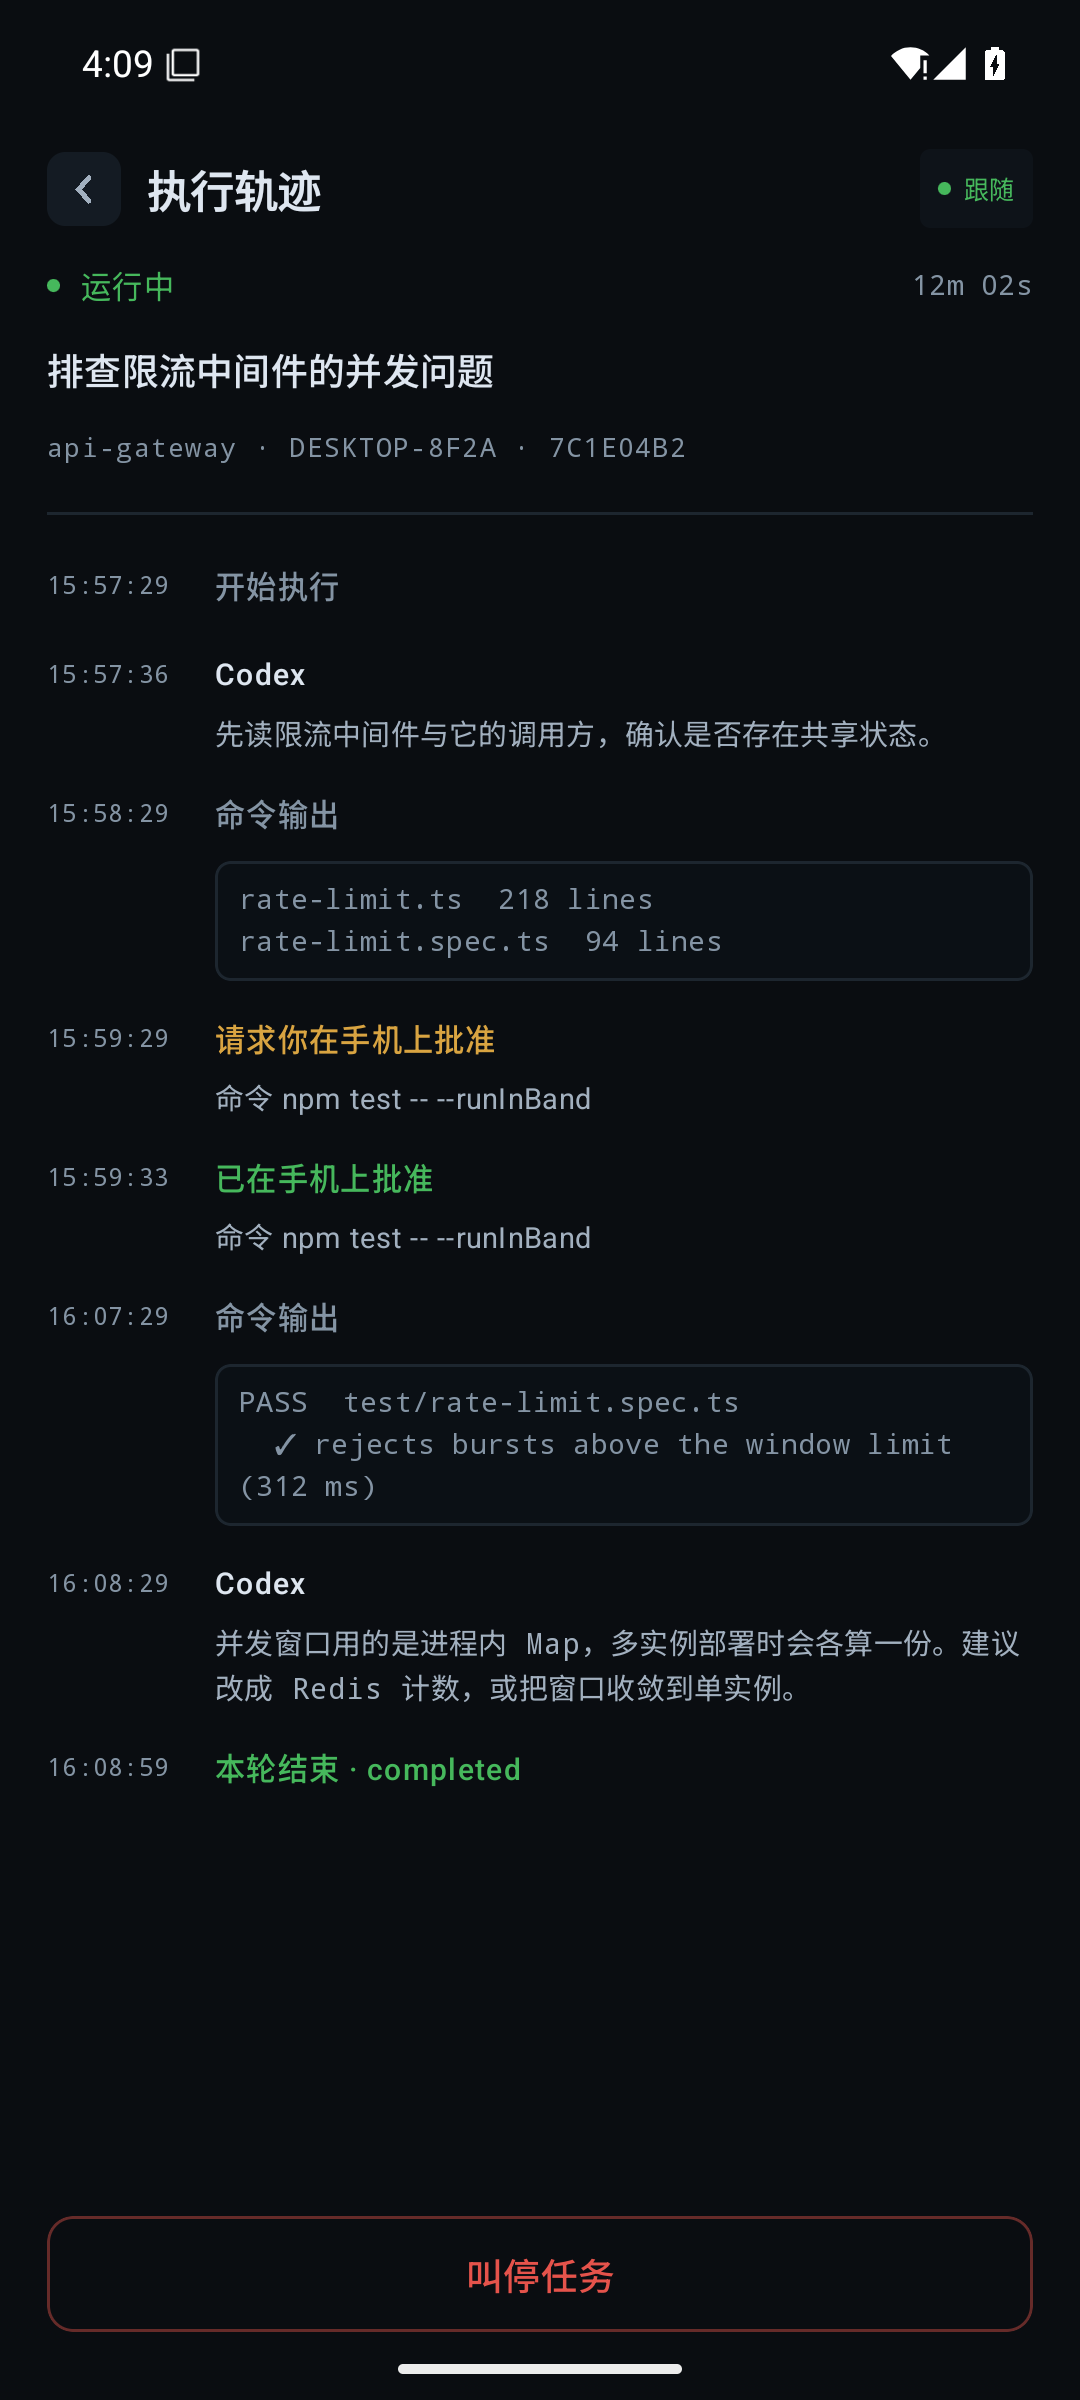 4:09
执行轨迹
跟随
运行中
12m 02s
排查限流中间件的并发问题
api-gateway · DESKTOP-8F2A · 7C1E04B2
15:57:29 开始执行
15:57:36 Codex
先读限流中间件与它的调用方，确认是否存在共享状态。
15:58:29 命令输出
rate-limit.ts  218 lines
rate-limit.spec.ts  94 lines
15:59:29 请求你在手机上批准
命令 npm test -- --runInBand
15:59:33 已在手机上批准
命令 npm test -- --runInBand
16:07:29 命令输出
PASS  test/rate-limit.spec.ts
✓ rejects bursts above the window limit
(312 ms)
16:08:29 Codex
并发窗口用的是进程内 Map，多实例部署时会各算一份。建议
改成 Redis 计数，或把窗口收敛到单实例。
16:08:59 本轮结束 · completed
叫停任务